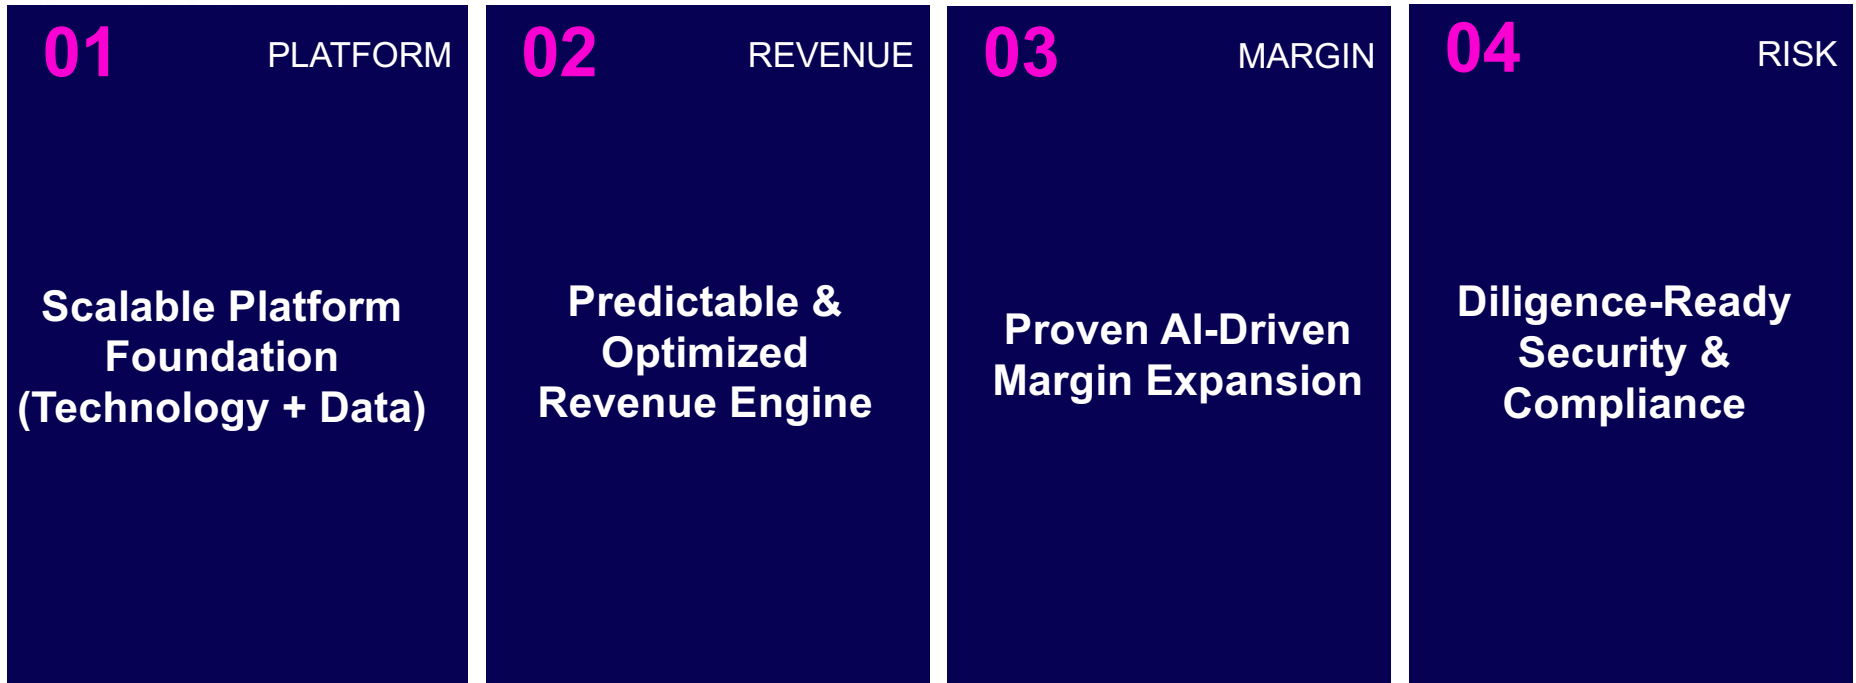 01
PLATFORM
Scalable Platform
Foundation
(Technology + Data)
02
REVENUE
Predictable &
Optimized
Revenue Engine
03
MARGIN
Proven AI-Driven
Margin Expansion
04
RISK
Diligence-Ready
Security &
Compliance